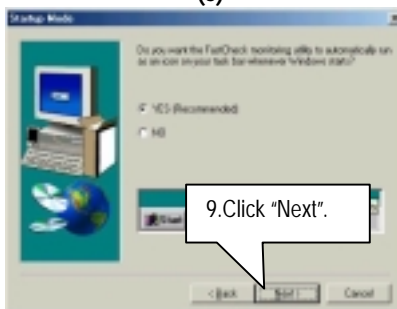 Startup Mode
Do you want the FastCheck monitoring utility to automatically run
as an icon on your task bar whenever Windows starts?
YES (Recommended)
NO
Start
9.Click “Next”.
< Back
Next >
Cancel